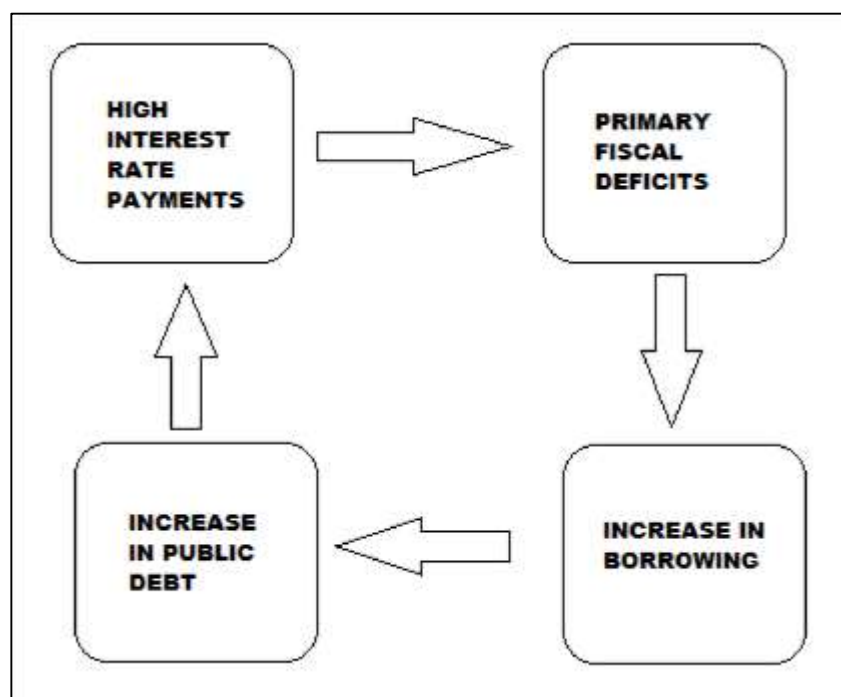 HIGH
INTEREST
RATE
PAYMENTS
PRIMARY
FISCAL
DEFICITS
INCREASE
IN PUBLIC
DEBT
INCREASE IN
BORROWING